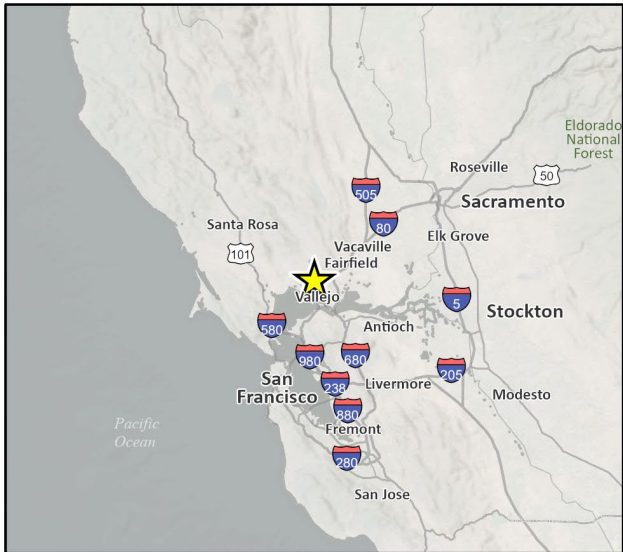 Eldorado
National
Forest
Roseville
50
505
Sacramento
80
Santa Rosa
Elk Grove
Vacaville
101
Fairfield
Vallejo
5
Stockton
580
Antioch
980
680
205
238
Livermore
San
Francisco
Modesto
880
Pacific
Ocean
Fremont
280
San Jose